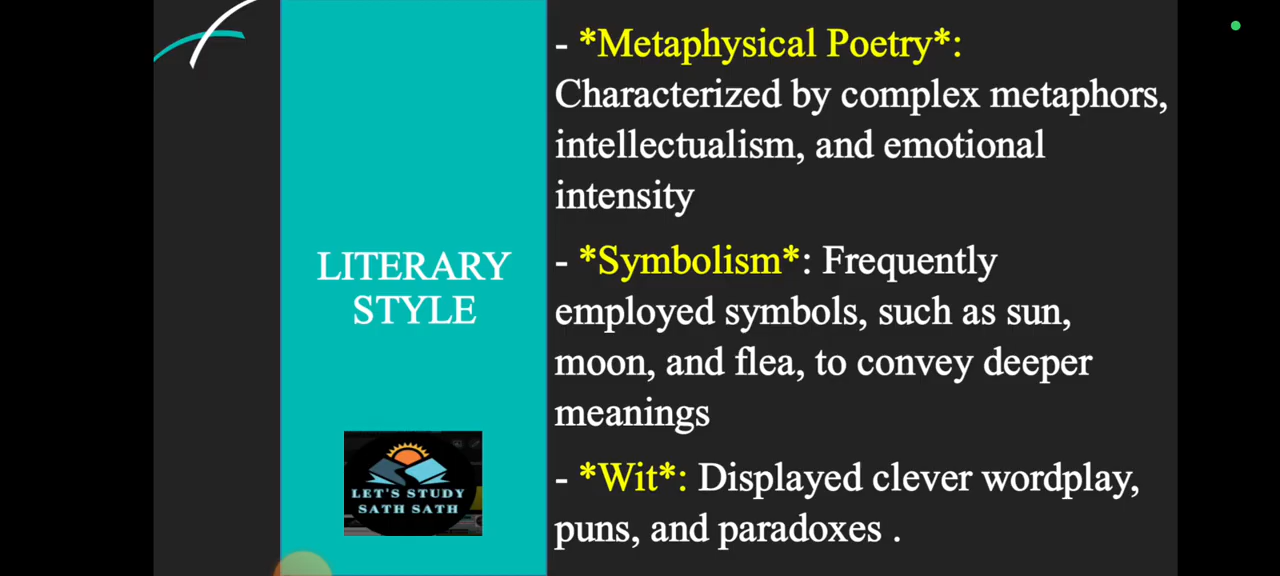 LITERARY
STYLE
LET'S STUDY
SATH SATH
- *Metaphysical Poetry*:
Characterized by complex metaphors,
intellectualism, and emotional
intensity
- *Symbolism*: Frequently
employed symbols, such as sun,
moon, and flea, to convey deeper
meanings
- *Wit*: Displayed clever wordplay,
puns, and paradoxes .